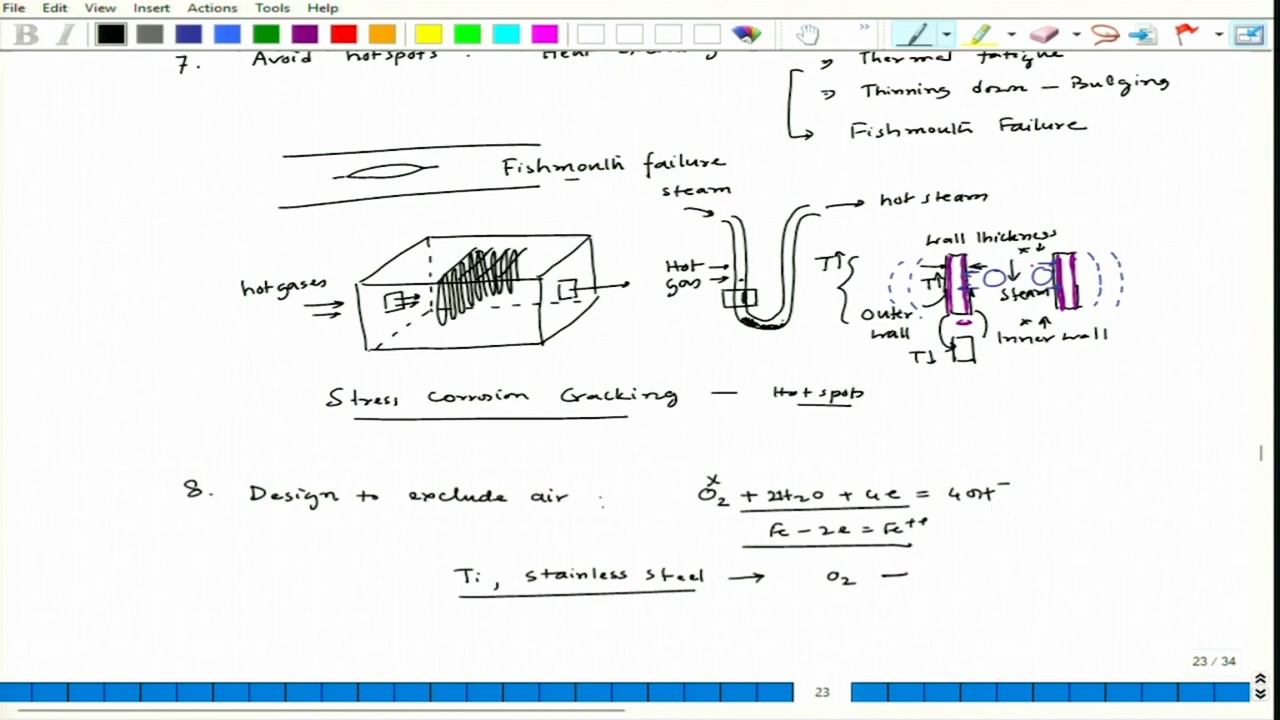 File Edit View Insert Actions Tools Help
B I
7. Avoid hotspots :
Thermal fatigue
⇒ Thinning down – Bulging
→ Fishmouth Failure
Fishmouth failure
steam
→ hot steam
hot gases
Hot gas
T↑
wall thickness
T↑
steam
Outer wall
Inner wall
T↓
Stress Corrosion Cracking — Hotspots
8. Design to exclude air : O₂ + 2H₂O + 4e = 4OH⁻
x
Fe – 2e = Fe⁺⁺
Ti, stainless steel → O₂ —
23 / 34
23